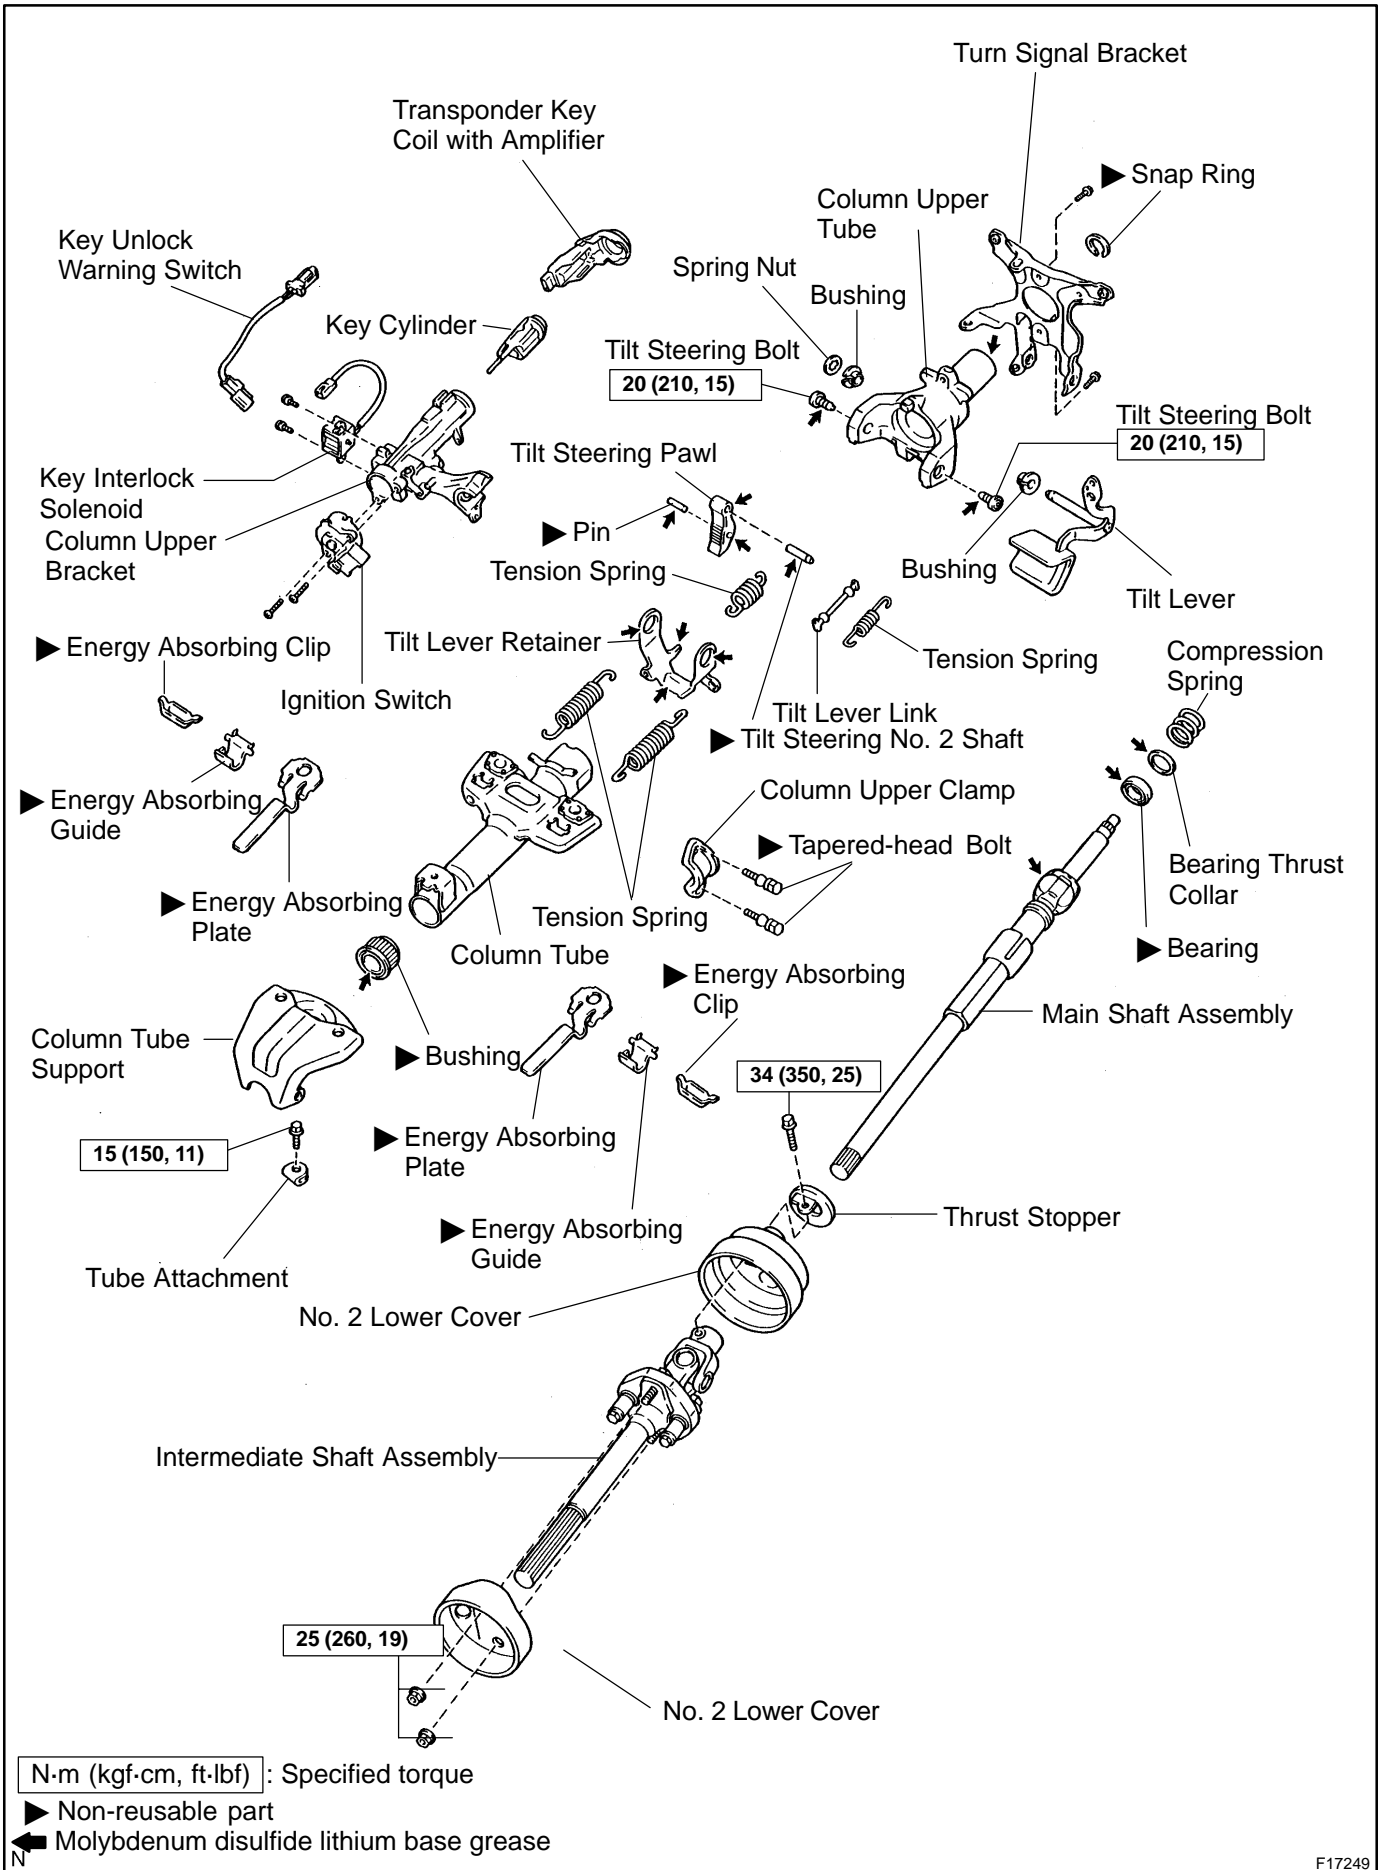 Turn Signal Bracket
Transponder Key
Coil with Amplifier
▶ Snap Ring
Column Upper
Tube
Key Unlock
Warning Switch
Spring Nut
Bushing
Key Cylinder
Tilt Steering Bolt
20 (210, 15)
Tilt Steering Bolt
20 (210, 15)
Tilt Steering Pawl
Key Interlock
Solenoid
▶ Pin
Column Upper
Bracket
Tension Spring
Bushing
Tilt Lever
▶ Energy Absorbing Clip
Tilt Lever Retainer
Tension Spring
Compression
Spring
Ignition Switch
Tilt Lever Link
▶ Tilt Steering No. 2 Shaft
▶ Energy Absorbing
Guide
Column Upper Clamp
▶ Tapered-head Bolt
Bearing Thrust
Collar
▶ Energy Absorbing
Plate
Tension Spring
Column Tube
▶ Bearing
▶ Energy Absorbing
Clip
Main Shaft Assembly
Column Tube
Support
▶ Bushing
34 (350, 25)
15 (150, 11)
▶ Energy Absorbing
Plate
Thrust Stopper
▶ Energy Absorbing
Guide
Tube Attachment
No. 2 Lower Cover
Intermediate Shaft Assembly
25 (260, 19)
No. 2 Lower Cover
N·m (kgf·cm, ft·lbf) : Specified torque
▶ Non-reusable part
Molybdenum disulfide lithium base grease
N
F17249